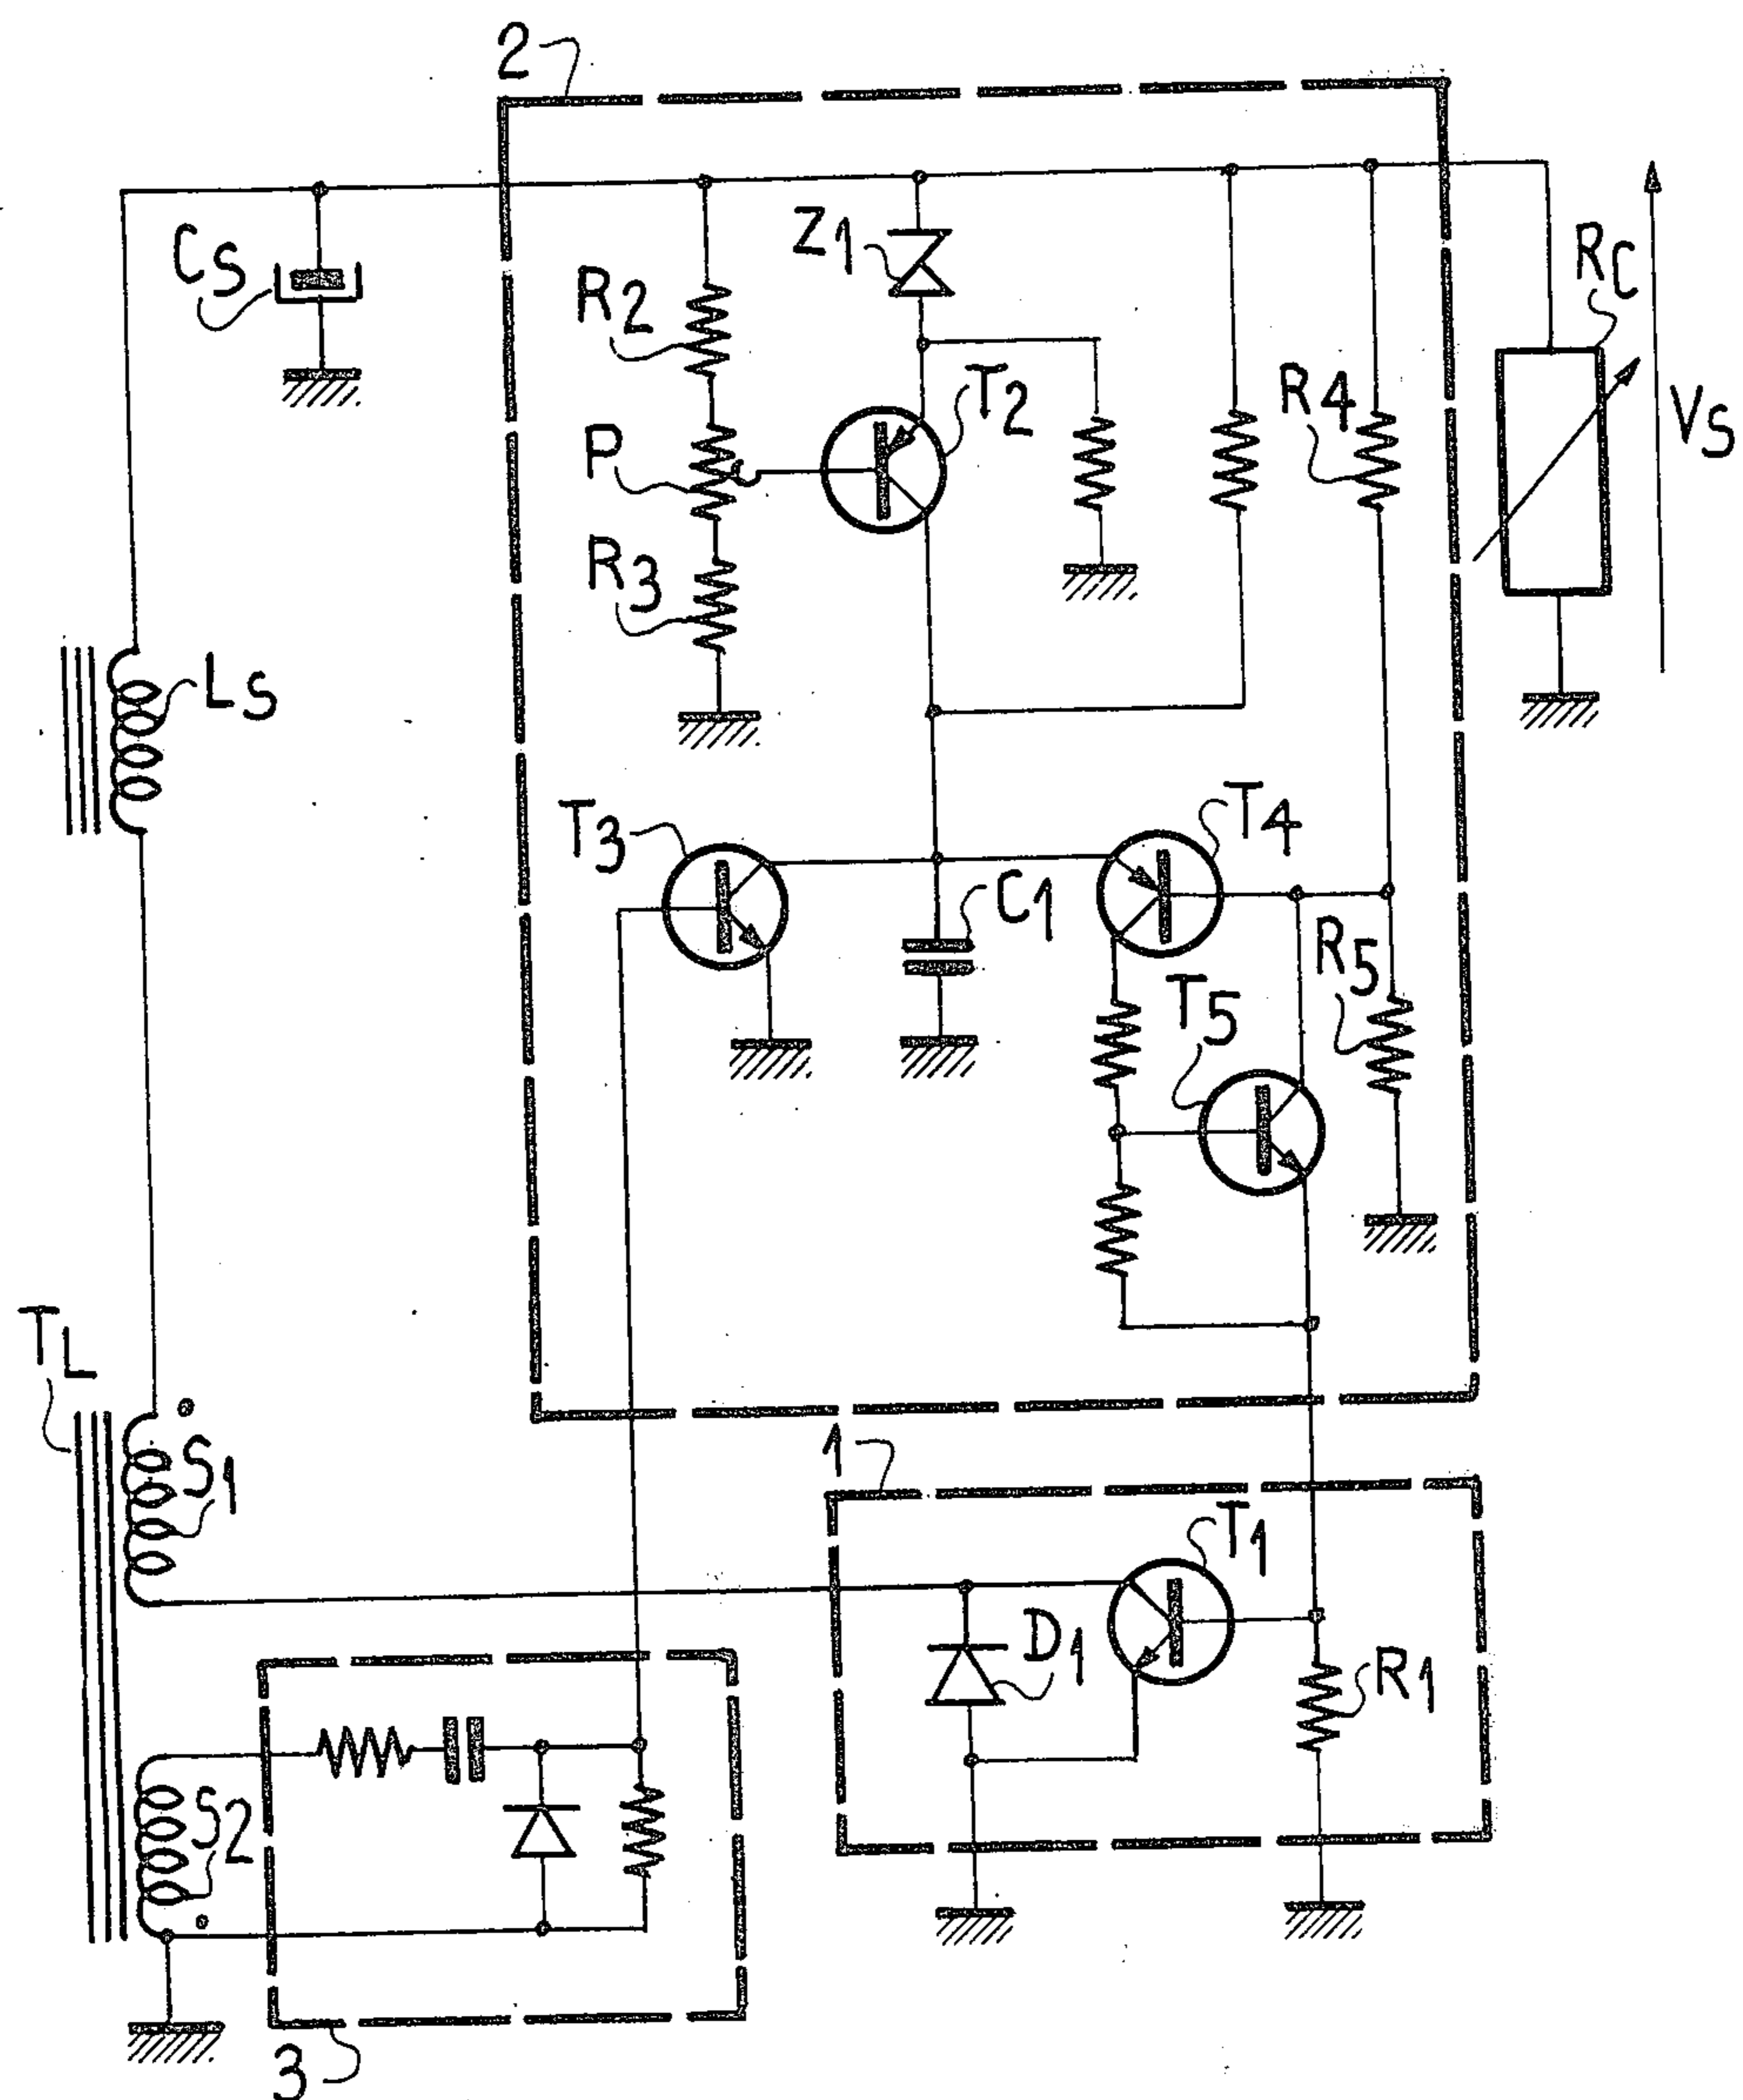 2
CS
Z1
RC
R2
T2
R4
VS
P
R3
LS
T3
T4
C1
R5
T5
TL
S1
1
T1
D1
R1
S2
3